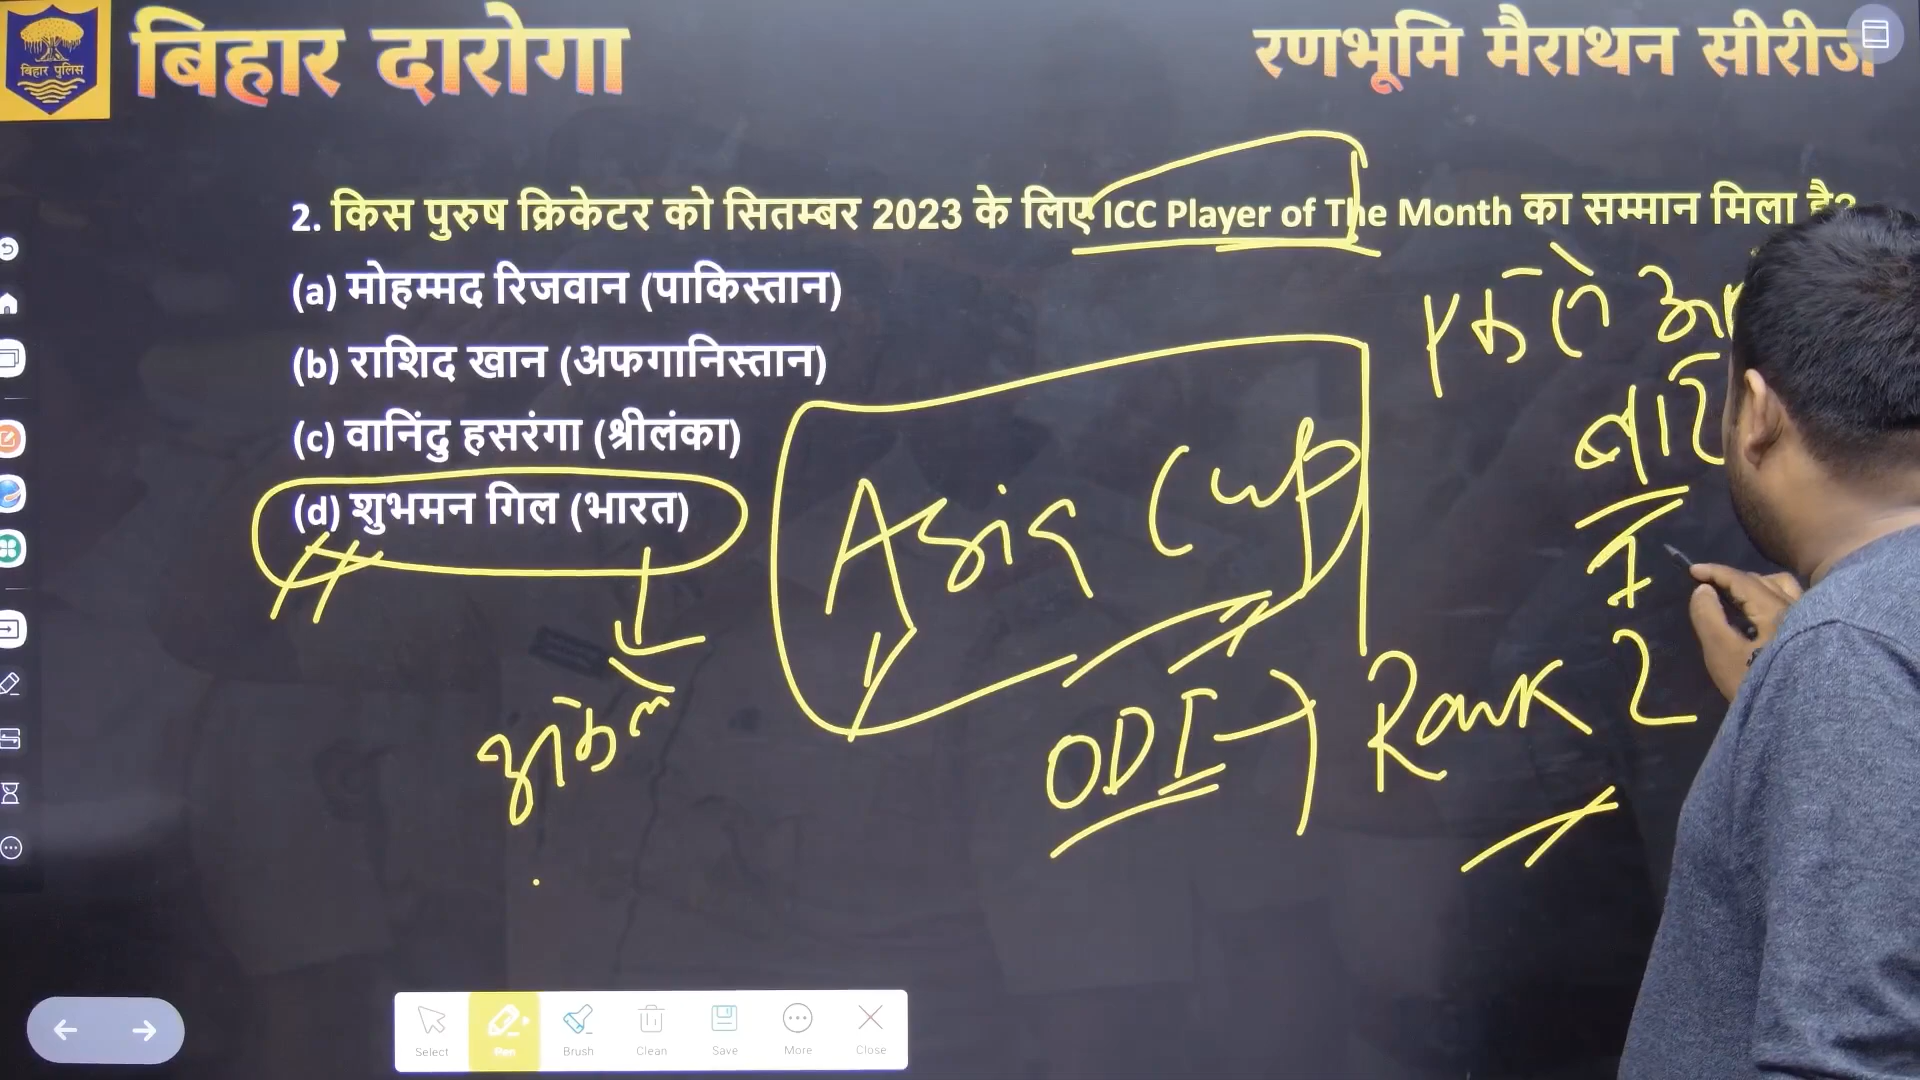 बिहार पुलिस
बिहार दारोगा
रणभूमि मैराथन सीरीज
2. किस पुरुष क्रिकेटर को सितम्बर 2023 के लिए ICC Player of The Month का सम्मान मिला है?
(a) मोहम्मद रिजवान (पाकिस्तान)
(b) राशिद खान (अफगानिस्तान)
(c) वानिंदु हसरंगा (श्रीलंका)
(d) शुभमन गिल (भारत)
Asia Cup
ODI → Rank 2
Select
Pen
Brush
Clean
Save
More
Close